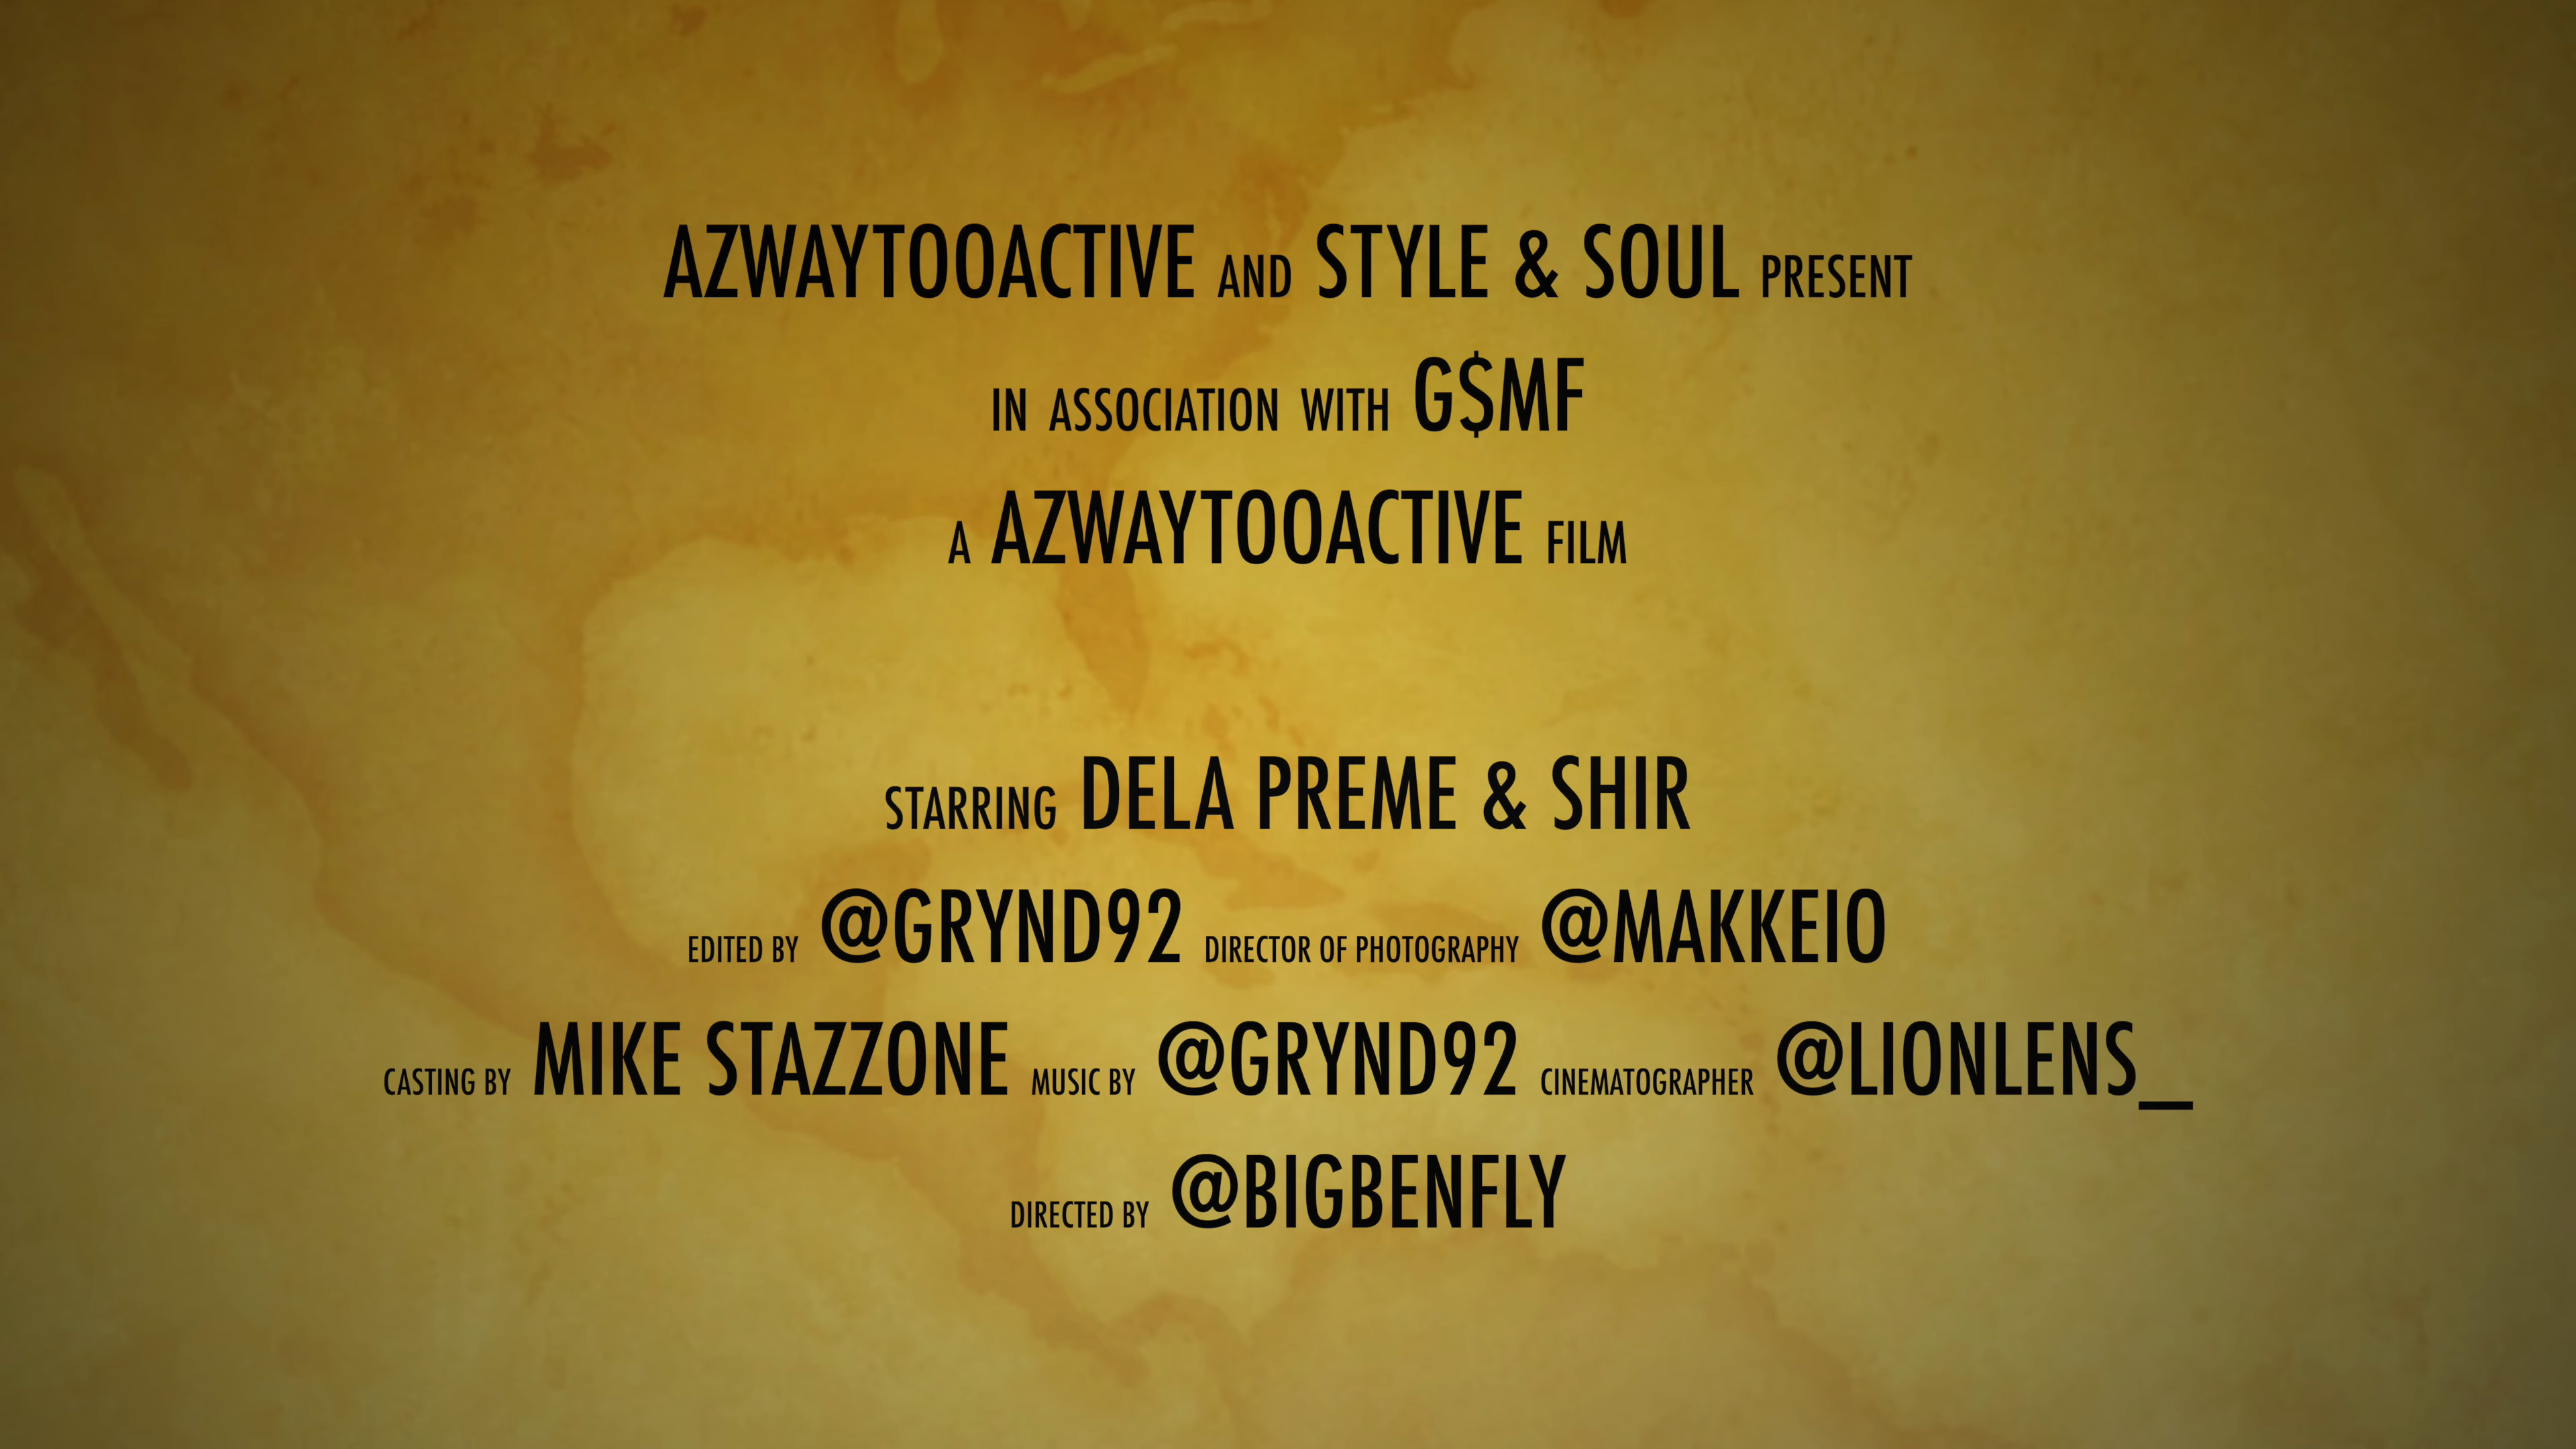 AZWAYTOOACTIVE AND STYLE & SOUL PRESENT
IN ASSOCIATION WITH G$MF
A AZWAYTOOACTIVE FILM
STARRING DELA PREME & SHIR
EDITED BY @GRYND92 DIRECTOR OF PHOTOGRAPHY @MAKKEIO
CASTING BY MIKE STAZZONE MUSIC BY @GRYND92 CINEMATOGRAPHER @LIONLENS_
DIRECTED BY @BIGBENFLY